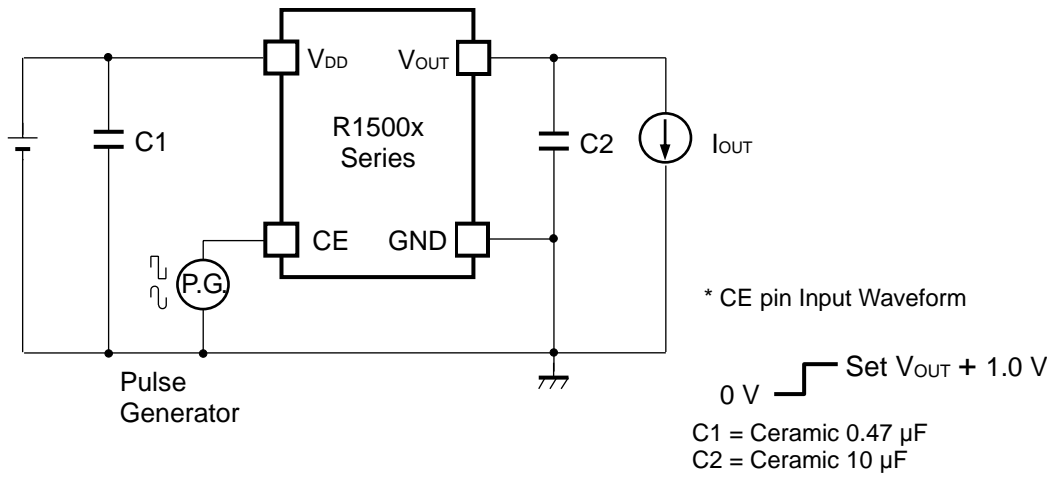 VDD
VOUT
R1500x
Series
C1
C2
IOUT
CE
GND
P.G.
* CE pin Input Waveform
Pulse
Generator
Set VOUT + 1.0 V
0 V
C1 = Ceramic 0.47 µF
C2 = Ceramic 10 µF